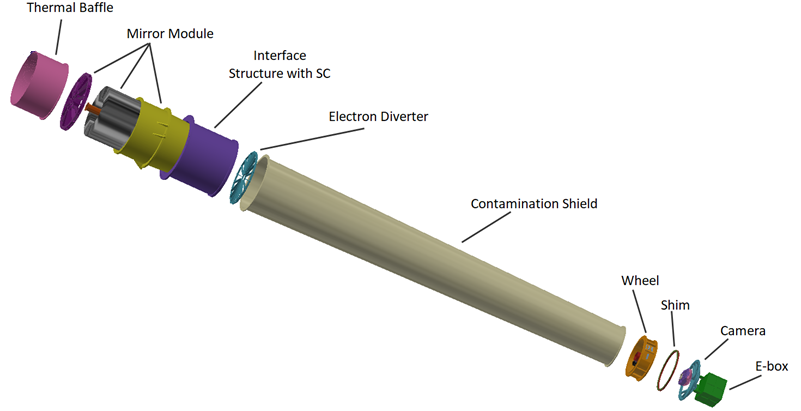 Thermal Baffle
Mirror Module
Interface
Structure with SC
Electron Diverter
Contamination Shield
Wheel
Shim
Camera
E-box